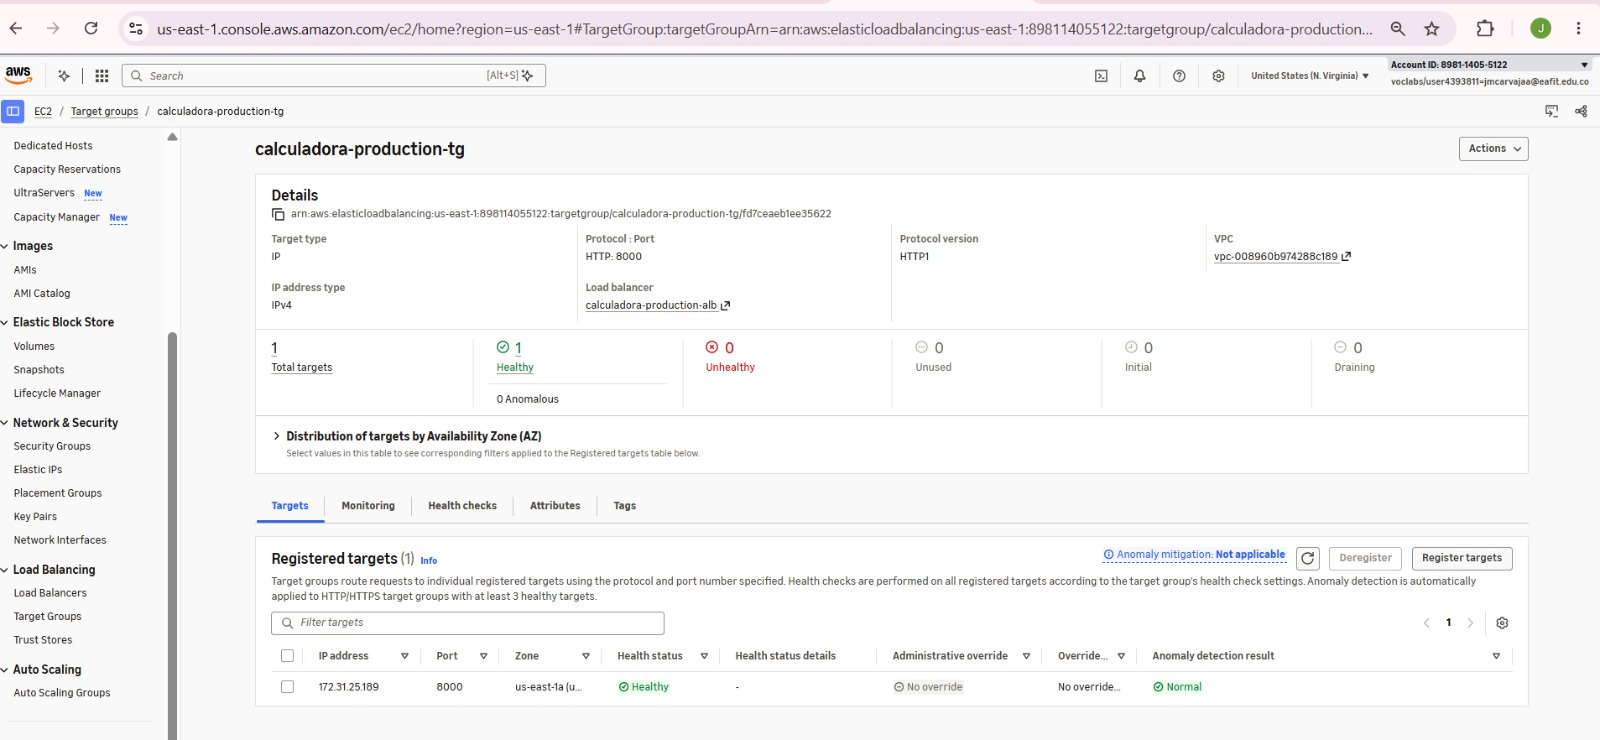 us-east-1.console.aws.amazon.com/ec2/home?region=us-east-1#TargetGroup:targetGroupArn=arn:aws:elasticloadbalancing:us-east-1:898114055122:targetgroup/calculadora-production...
J
aws
Search
[Alt+S]
United States (N. Virginia)
Account ID: 8981-1405-5122
voclabs/user4393811=jmcarvajaa@eafit.edu.co
EC2 / Target groups / calculadora-production-tg
Dedicated Hosts
Capacity Reservations
UltraServers New
Capacity Manager New
Images
AMIs
AMI Catalog
Elastic Block Store
Volumes
Snapshots
Lifecycle Manager
Network & Security
Security Groups
Elastic IPs
Placement Groups
Key Pairs
Network Interfaces
Load Balancing
Load Balancers
Target Groups
Trust Stores
Auto Scaling
Auto Scaling Groups
calculadora-production-tg
Actions
Details
arn:aws:elasticloadbalancing:us-east-1:898114055122:targetgroup/calculadora-production-tg/fd7ceaeb1ee35622
Target type
IP
Protocol : Port
HTTP: 8000
Protocol version
HTTP1
VPC
vpc-008960b974288c189
IP address type
IPv4
Load balancer
calculadora-production-alb
1
Total targets
1
Healthy
0 Anomalous
0
Unhealthy
0
Unused
0
Initial
0
Draining
Distribution of targets by Availability Zone (AZ)
Select values in this table to see corresponding filters applied to the Registered targets table below.
Targets Monitoring Health checks Attributes Tags
Registered targets (1) Info
Anomaly mitigation: Not applicable
Deregister
Register targets
Target groups route requests to individual registered targets using the protocol and port number specified. Health checks are performed on all registered targets according to the target group's health check settings. Anomaly detection is automatically
applied to HTTP/HTTPS target groups with at least 3 healthy targets.
Filter targets
1
IP address Port Zone Health status Health status details Administrative override Override... Anomaly detection result
172.31.25.189 8000 us-east-1a (u... Healthy - No override No override... Normal